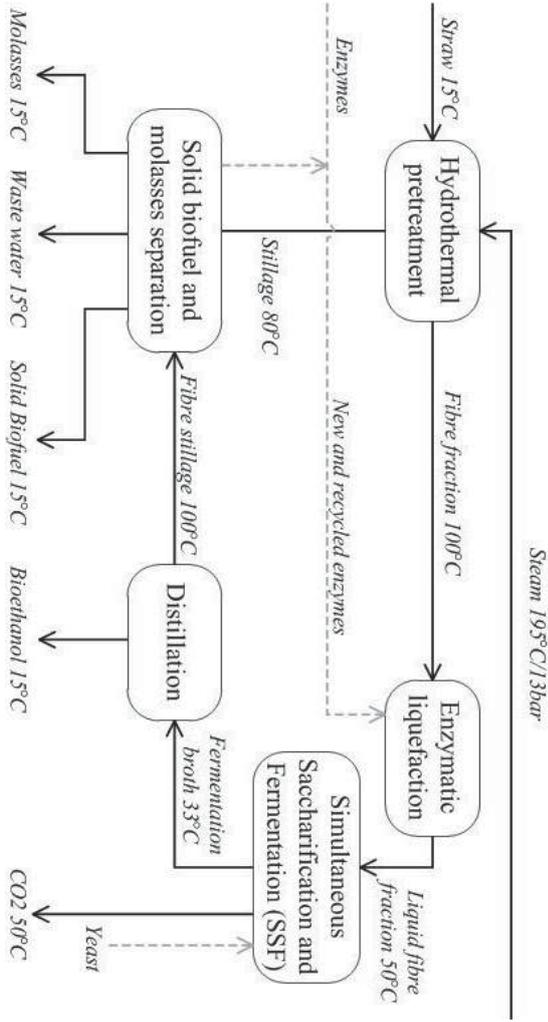 Steam 195°C/13bar
Straw 15°C
Hydrothermal
pretreatment
Fibre fraction 100°C
Enzymatic
liquefaction
Liquid fibre
fraction 50°C
Enzymes
New and recycled enzymes
Stillage 80°C
Simultaneous
Saccharification and
Fermentation (SSF)
Solid biofuel and
molasses separation
Fibre stillage 100°C
Distillation
Fermentation
broth 33°C
Yeast
Molasses 15°C
Waste water 15°C
Solid Biofuel 15°C
Bioethanol 15°C
CO2 50°C